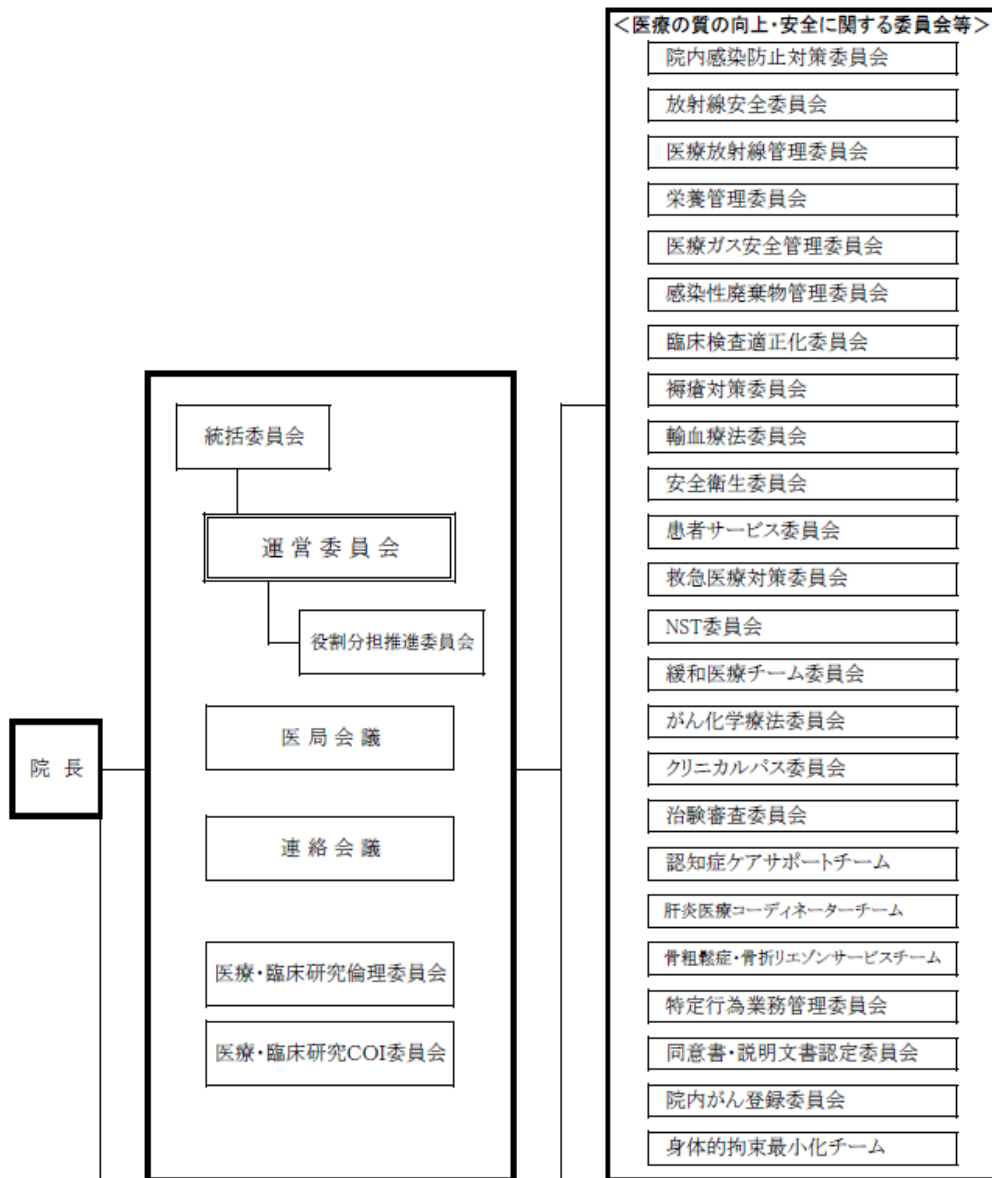 院長
統括委員会
運営委員会
役割分担推進委員会
医局会議
連絡会議
医療・臨床研究倫理委員会
医療・臨床研究COI委員会
＜医療の質の向上・安全に関する委員会等＞
院内感染防止対策委員会
放射線安全委員会
医療放射線管理委員会
栄養管理委員会
医療ガス安全管理委員会
感染性廃棄物管理委員会
臨床検査適正化委員会
褥瘡対策委員会
輸血療法委員会
安全衛生委員会
患者サービス委員会
救急医療対策委員会
NST委員会
緩和医療チーム委員会
がん化学療法委員会
クリニカルパス委員会
治験審査委員会
認知症ケアサポートチーム
肝炎医療コーディネーターチーム
骨粗鬆症・骨折リエゾンサービスチーム
特定行為業務管理委員会
同意書・説明文書認定委員会
院内がん登録委員会
身体的拘束最小化チーム